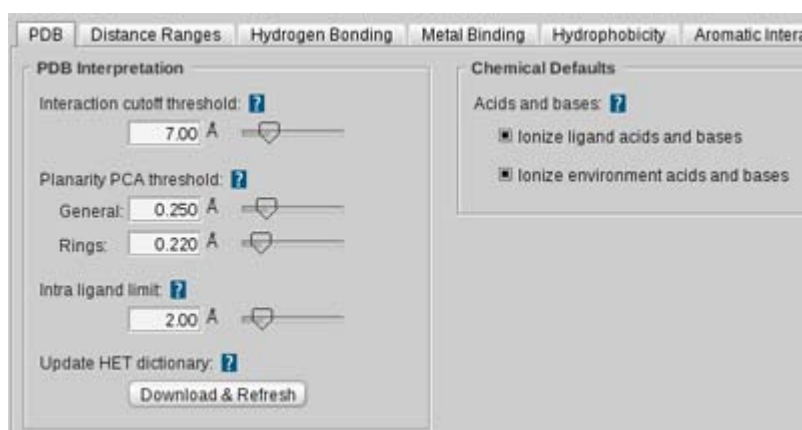 PDB Distance Ranges Hydrogen Bonding Metal Binding Hydrophobicity Aromatic Intera
PDB Interpretation
Interaction cutoff threshold: ?
7.00 Å
Planarity PCA threshold: ?
General: 0.250 Å
Rings: 0.220 Å
Intra ligand limit: ?
2.00 Å
Update HET dictionary: ?
Download & Refresh
Chemical Defaults
Acids and bases: ?
Ionize ligand acids and bases
Ionize environment acids and bases